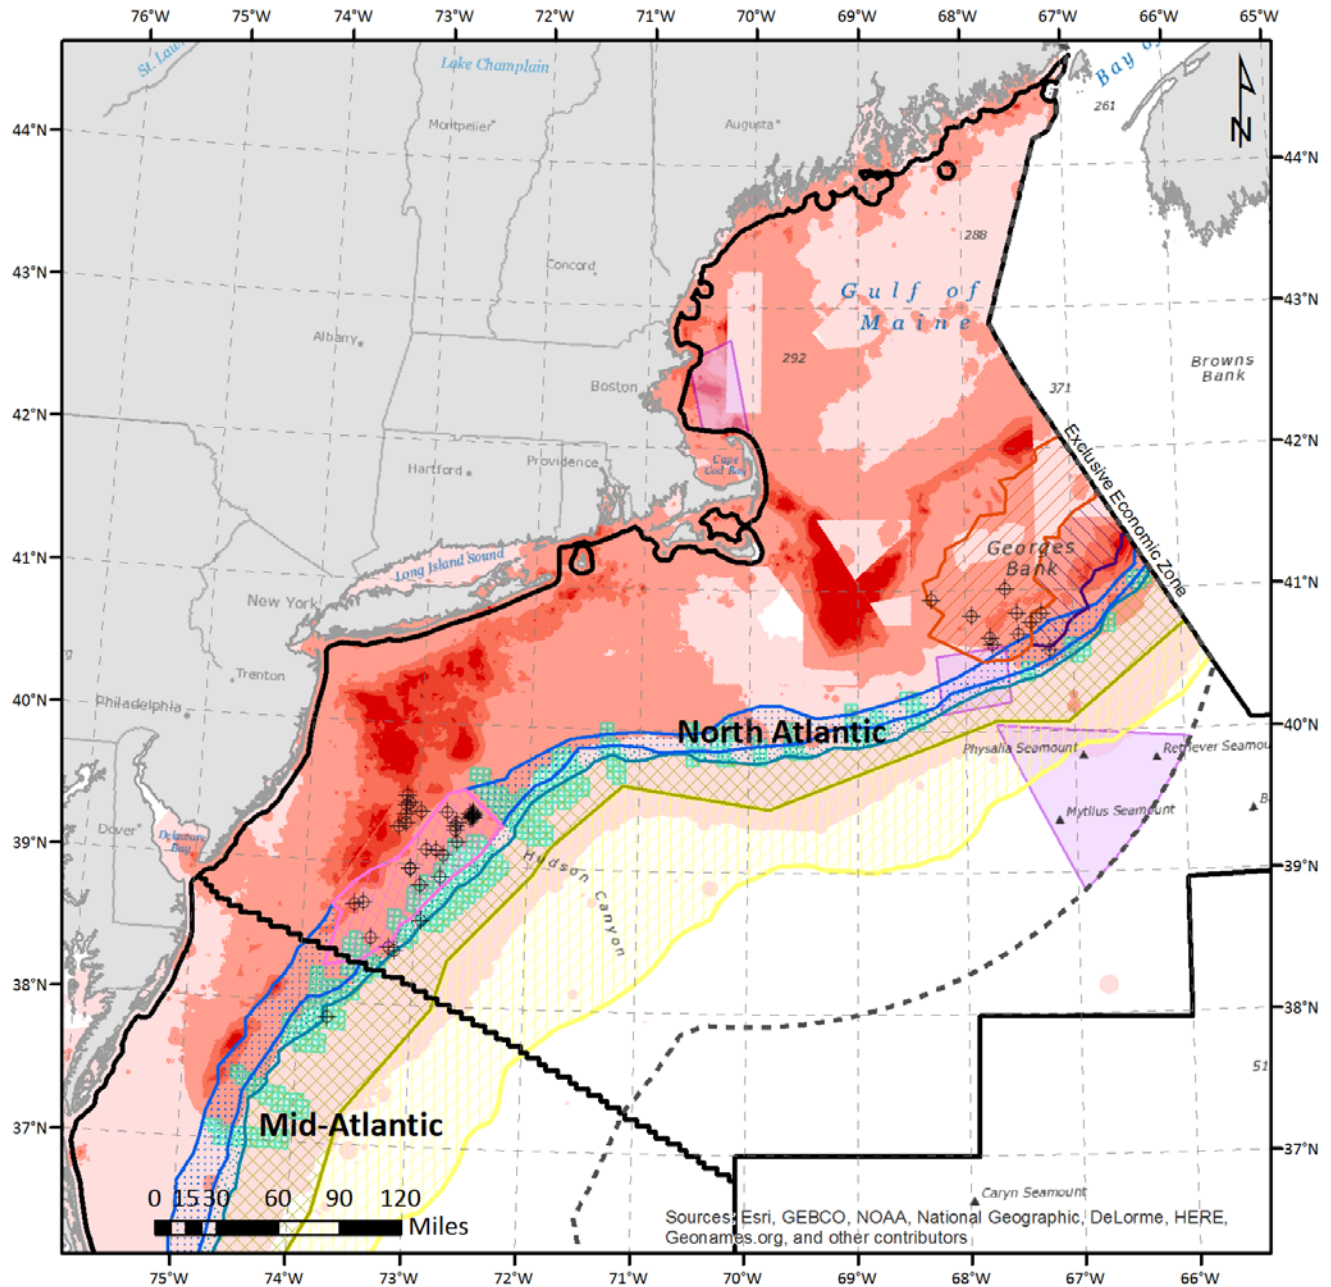 76°W 75°W 74°W 73°W 72°W 71°W 70°W 69°W 68°W 67°W 66°W 65°W
St. Law
Lake Champlain
Bay of
N
261
Montpelier
Augusta
44°N
44°N
288
Concord
43°N
Gulf of
Maine
43°N
Albany
292
Browns
Bank
371
Boston
42°N
42°N
Exclusive Economic Zone
Hartford
Providence
Cape
Cod Bay
Georges
Bank
41°N
Long Island Sound
41°N
New York
Trenton
40°N
Philadelphia
North Atlantic
40°N
Physalia Seamount
Retriever Seamou
Mytilus Seamount
B
Dover
Delaware
Bay
39°N
39°N
Hudson Canyon
38°N
38°N
51
Mid-Atlantic
37°N
37°N
0 15 30 60 90 120
Miles
Caryn Seamount
Sources: Esri, GEBCO, NOAA, National Geographic, DeLorme, HERE,
Geonames.org, and other contributors
75°W 74°W 73°W 72°W 71°W 70°W 69°W 68°W 67°W 66°W